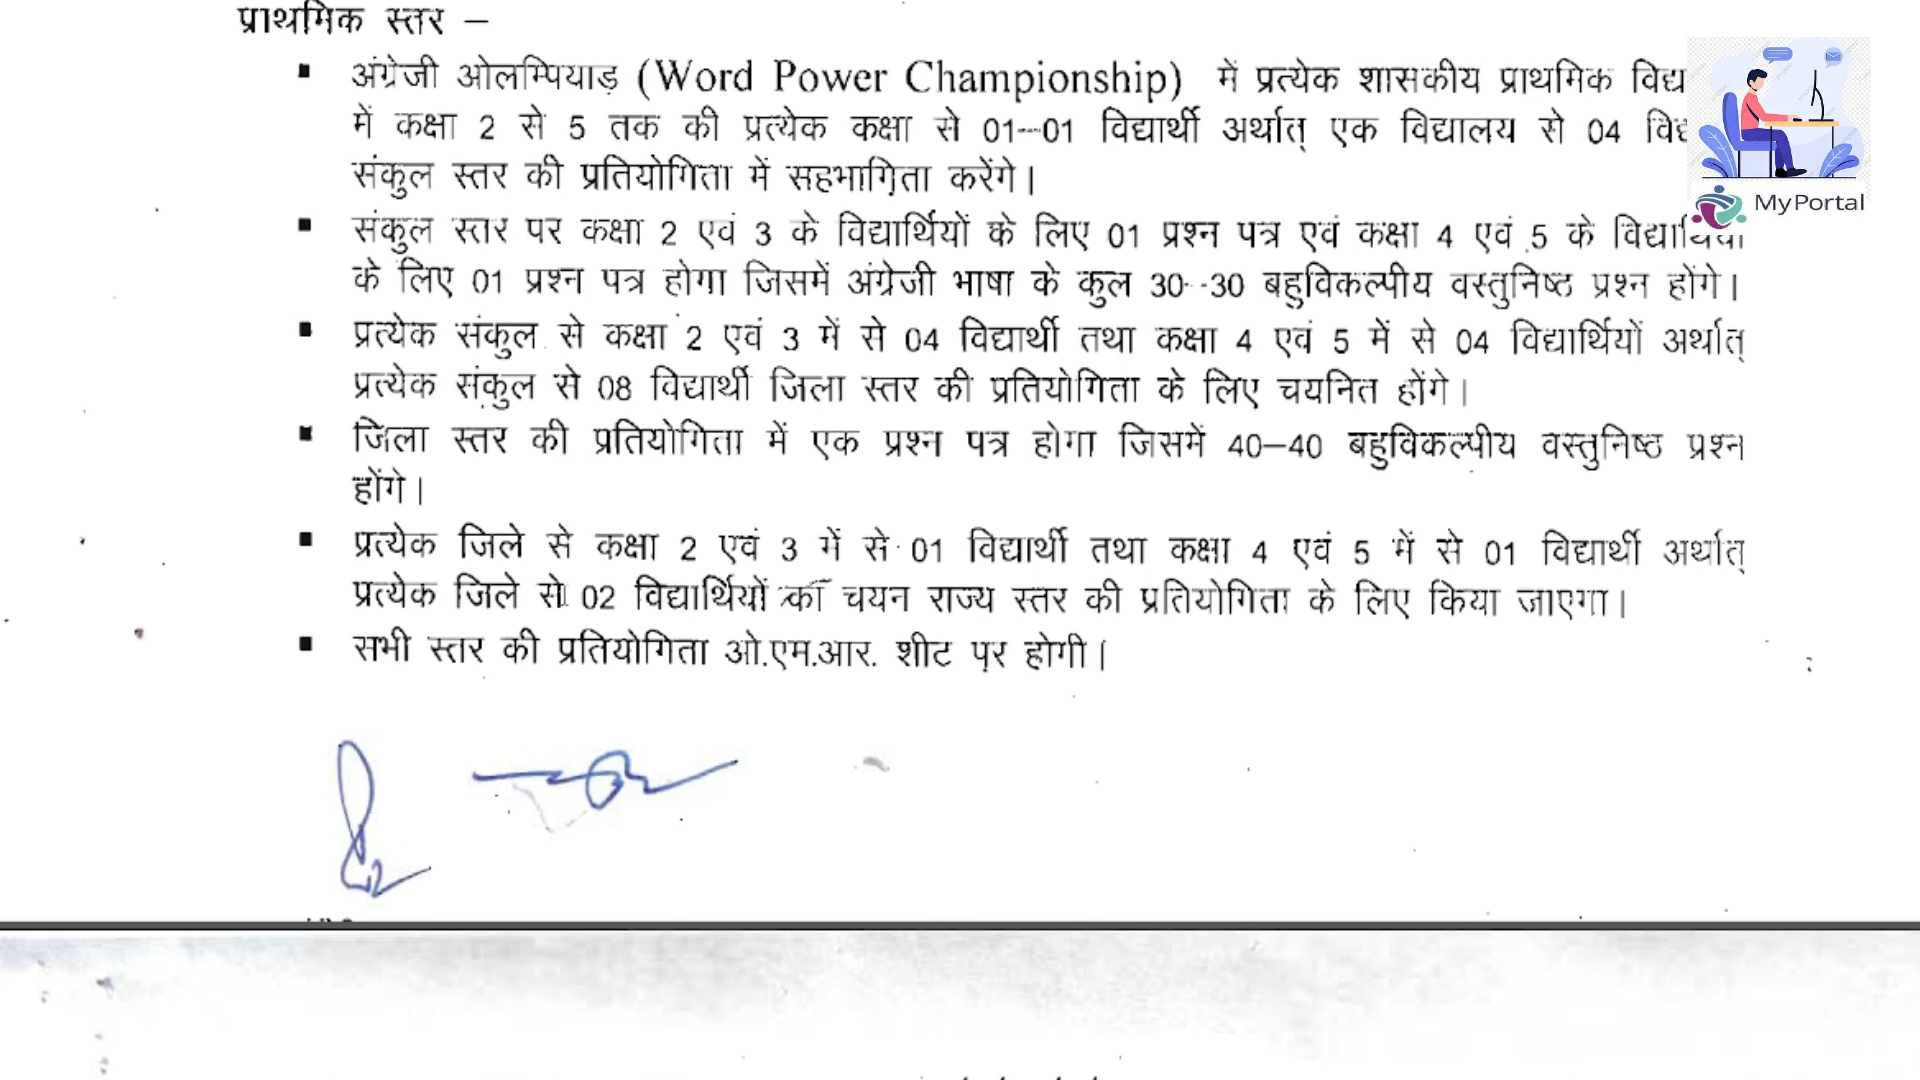 प्राथमिक स्तर –
▪ अंग्रेजी ओलम्पियाड़ (Word Power Championship) में प्रत्येक शासकीय प्राथमिक
में कक्षा 2 से 5 तक की प्रत्येक कक्षा से 01--01 विद्यार्थी अर्थात् एक विद्यालय से 04
संकुल स्तर की प्रतियोगिता में सहभागिता करेंगे।
▪ संकुल स्तर पर कक्षा 2 एवं 3 के विद्यार्थियों के लिए 01 प्रश्न पत्र एवं कक्षा 4 एवं 5 के विद्यार्थियों
के लिए 01 प्रश्न पत्र होगा जिसमें अंग्रेजी भाषा के कुल 30--30 बहुविकल्पीय वस्तुनिष्ठ प्रश्न होंगे।
▪ प्रत्येक संकुल से कक्षा 2 एवं 3 में से 04 विद्यार्थी तथा कक्षा 4 एवं 5 में से 04 विद्यार्थियों अर्थात्
प्रत्येक संकुल से 08 विद्यार्थी जिला स्तर की प्रतियोगिता के लिए चयनित होंगे।
▪ जिला स्तर की प्रतियोगिता में एक प्रश्न पत्र होगा जिसमें 40–40 बहुविकल्पीय वस्तुनिष्ठ प्रश्न
होंगे।
▪ प्रत्येक जिले से कक्षा 2 एवं 3 में से 01 विद्यार्थी तथा कक्षा 4 एवं 5 में से 01 विद्यार्थी अर्थात्
प्रत्येक जिले से 02 विद्यार्थियों का चयन राज्य स्तर की प्रतियोगिता के लिए किया जाएगा।
▪ सभी स्तर की प्रतियोगिता ओ.एम.आर. शीट पर होगी।
MyPortal